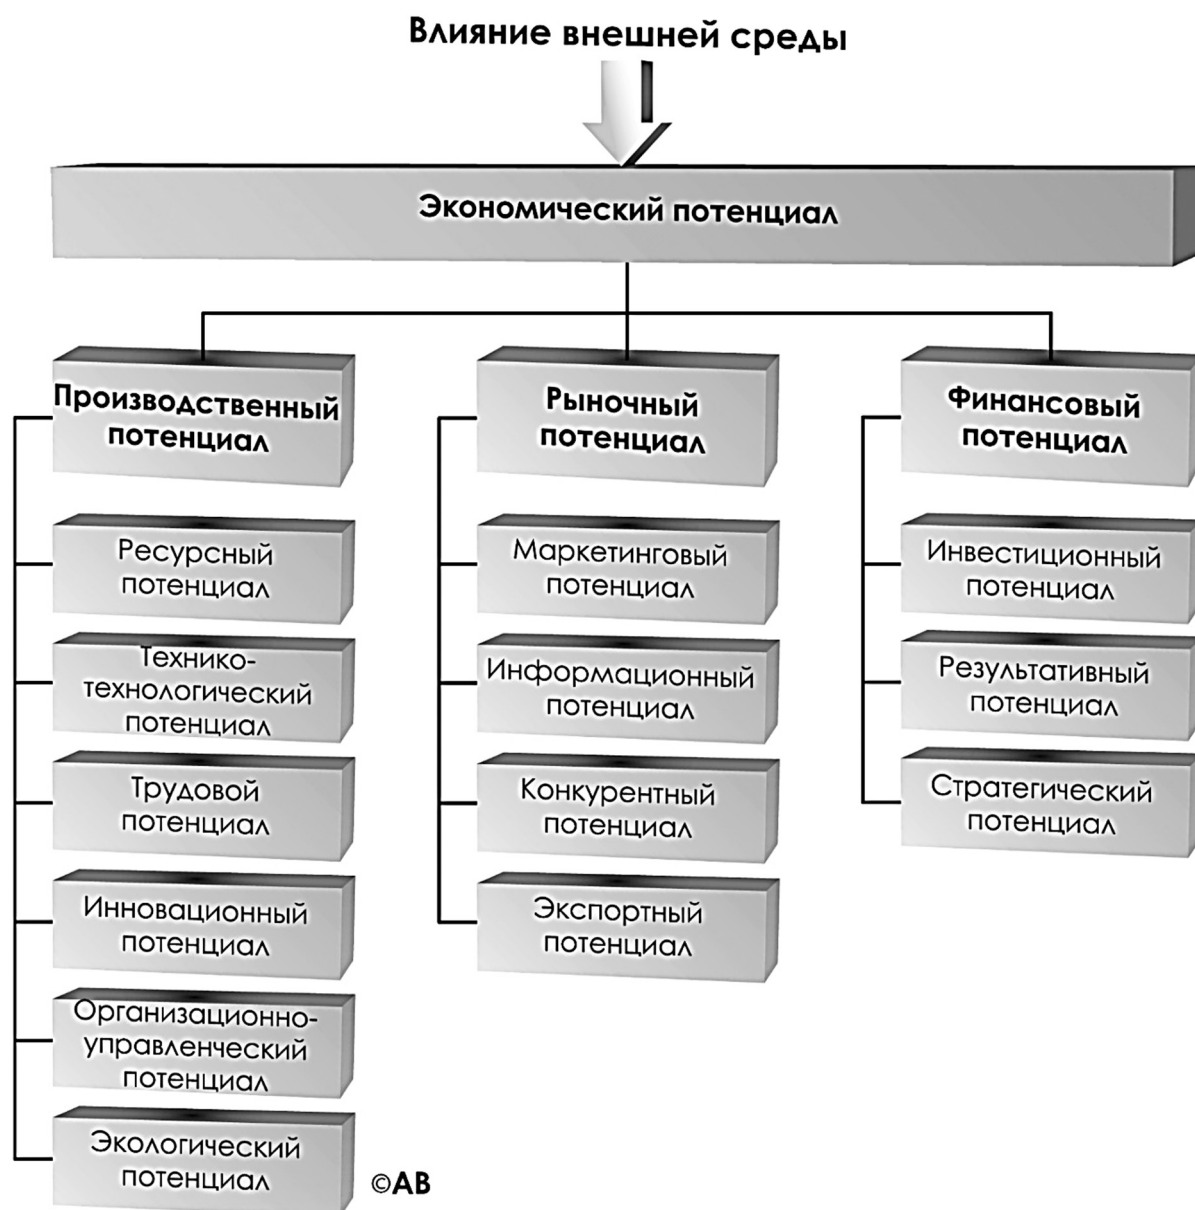 Влияние внешней среды
Экономический потенциал
Производственный
потенциал
Ресурсный
потенциал
Технико-
технологический
потенциал
Трудовой
потенциал
Инновационный
потенциал
Организационно-
управленческий
потенциал
Экологический
потенциал
Рыночный
потенциал
Маркетинговый
потенциал
Информационный
потенциал
Конкурентный
потенциал
Экспортный
потенциал
Финансовый
потенциал
Инвестиционный
потенциал
Результативный
потенциал
Стратегический
потенциал
©АВ